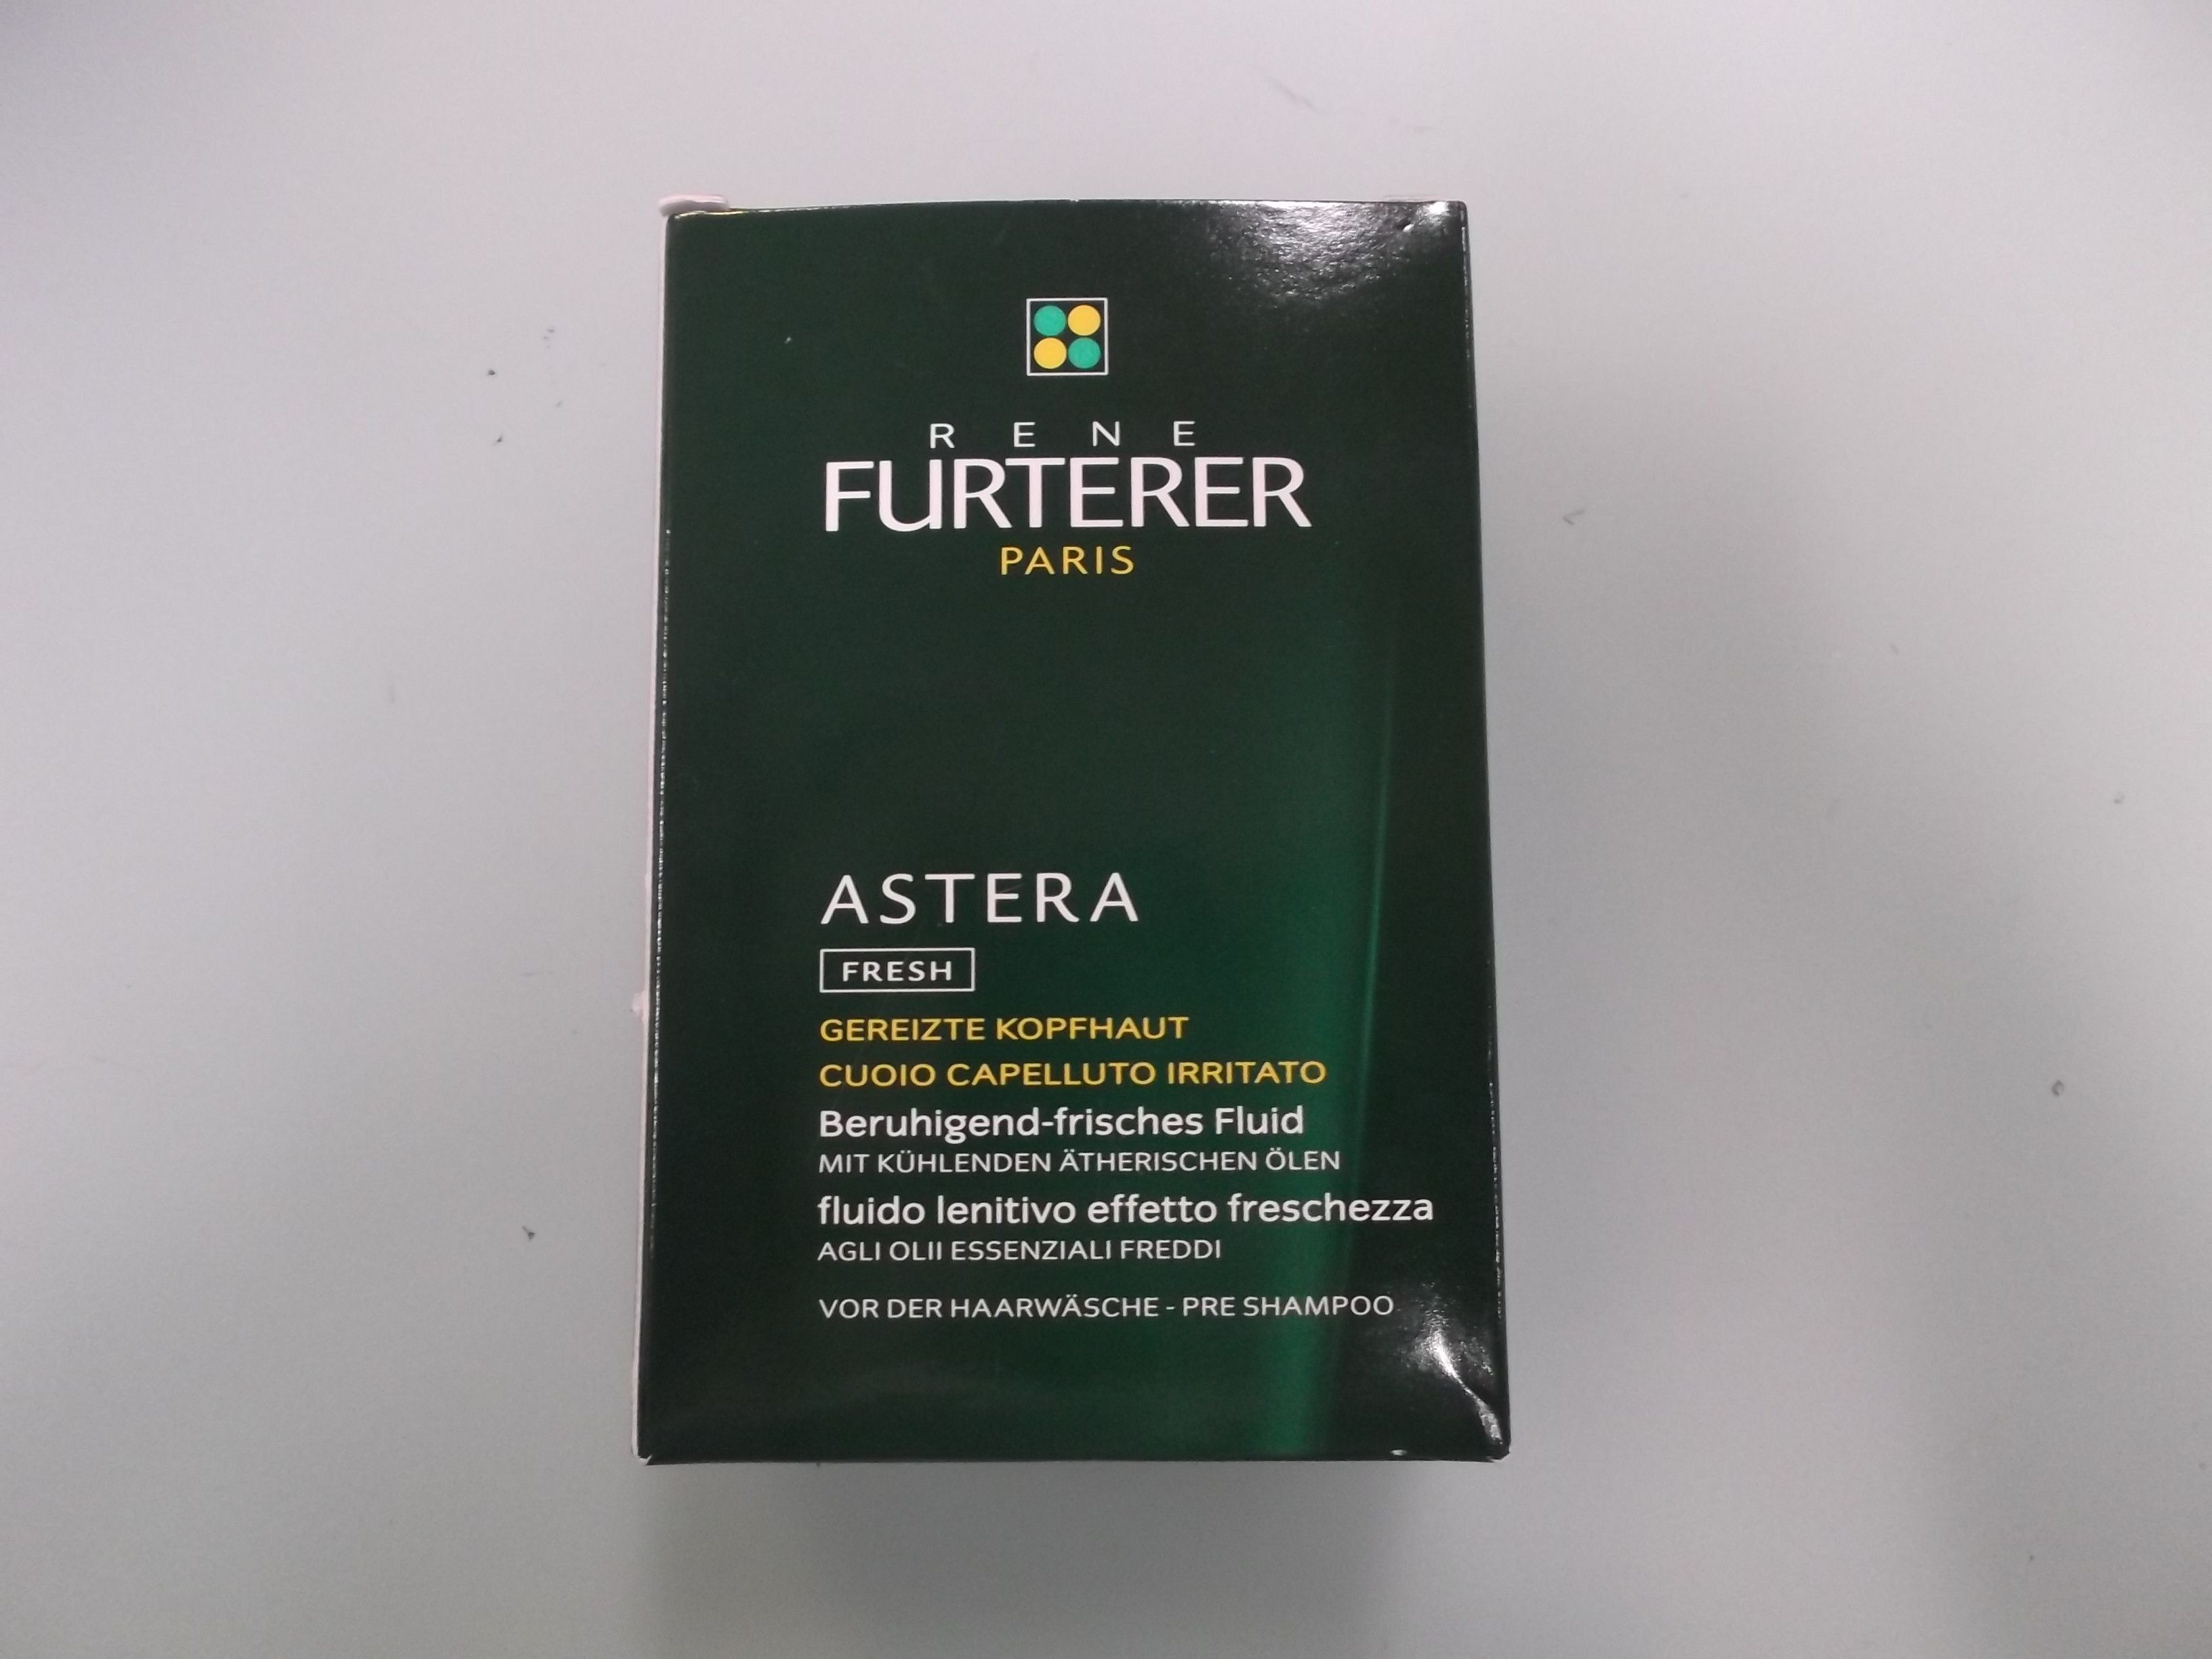 RENE
FURTERER
PARIS
ASTERA
FRESH
GEREIZTE KOPFHAUT
CUOIO CAPELLUTO IRRITATO
Beruhigend-frisches Fluid
MIT KÜHLENDEN ÄTHERISCHEN ÖLEN
fluido lenitivo effetto freschezza
AGLI OLII ESSENZIALI FREDDI
VOR DER HAARWÄSCHE - PRE SHAMPOO